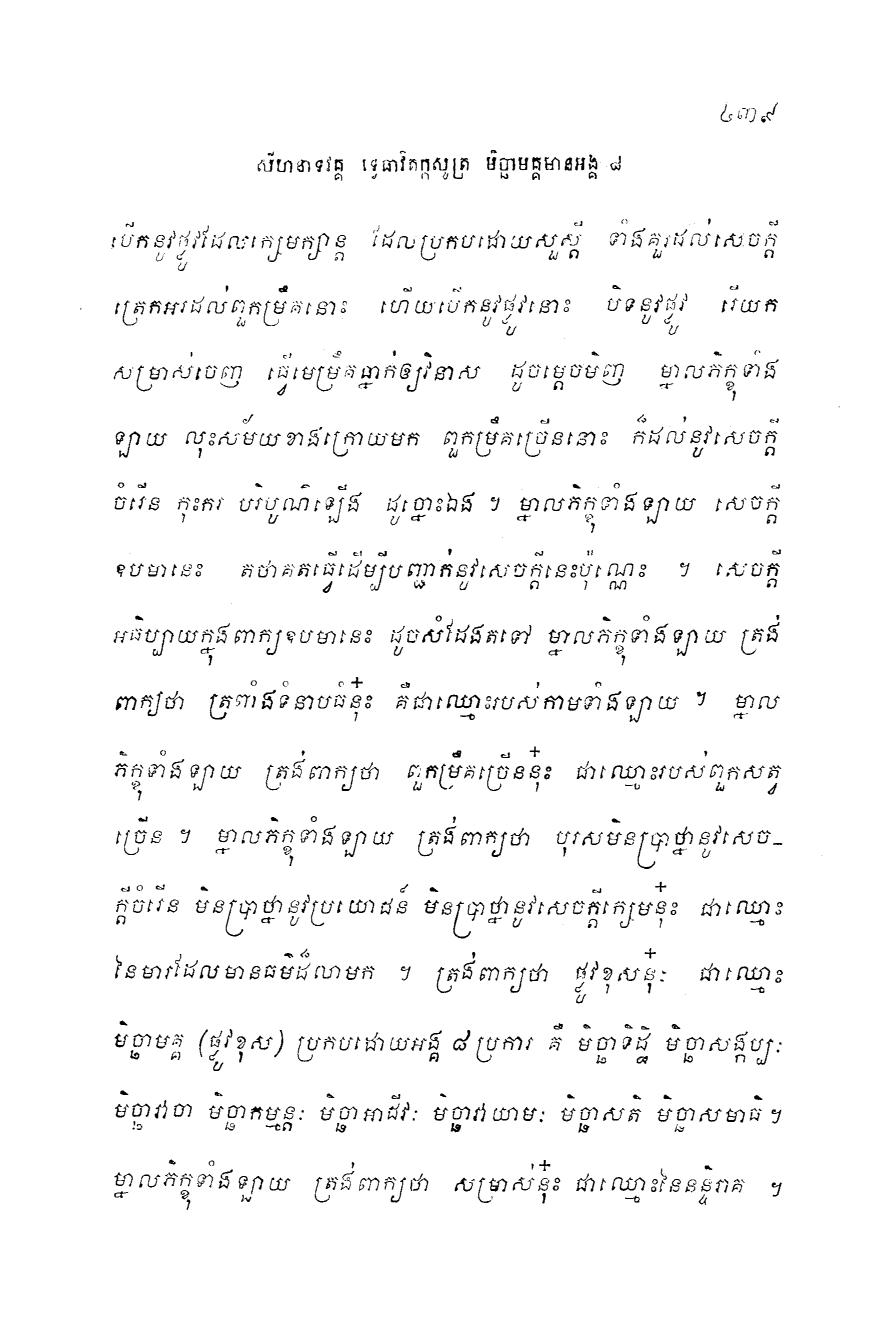 ៤៣៩
សីហនាទវគ្គ ទ្វេធាវិតក្កសូត្រ មិច្ឆាមគ្គមានអង្គ ៨
បើកនូវផ្លូវដែលក្សេមក្សាន្ត ដែលប្រកបដោយសួស្តី ទាំងគួរដល់សេចក្តី
ត្រេកអរដល់ពួកម្រឹគនោះ ហើយបើកនូវផ្លូវនោះ បិទនូវផ្លូវ រើយក
សម្រាស់ចេញ ធ្វើមេម្រឹគធ្នាក់ឲ្យវិនាស ដូចម្តេចមិញ ម្នាលភិក្ខុទាំង
ឡាយ លុះសម័យខាងក្រោយមក ពួកម្រឹគច្រើននោះ ក៏ដល់នូវសេចក្តី
ចំរើន កុះករ បរិបូណ៌ឡើង ដូច្នោះឯង ។ ម្នាលភិក្ខុទាំងឡាយ សេចក្តី
ឧបមានេះ តថាគតធ្វើដើម្បីបញ្ជាក់នូវសេចក្តីនេះប៉ុណ្ណេះ ។ សេចក្តី
អធិប្បាយក្នុងពាក្យឧបមានេះ ដូចសំដែងតទៅ ម្នាលភិក្ខុទាំងឡាយ ត្រង់
ពាក្យថា ត្រពាំងទំនាបធំនុ៎ះ គឺជាឈ្មោះរបស់កាមទាំងឡាយ ។ ម្នាល
ភិក្ខុទាំងឡាយ ត្រង់ពាក្យថា ពួកម្រឹគច្រើននុ៎ះ ជាឈ្មោះរបស់ពួកសត្វ
ច្រើន ។ ម្នាលភិក្ខុទាំងឡាយ ត្រង់ពាក្យថា បុរសមិនប្រាថ្នានូវសេច-
ក្តីចំរើន មិនប្រាថ្នានូវប្រយោជន៍ មិនប្រាថ្នានូវសេចក្តីក្សេមនុ៎ះ ជាឈ្មោះ
នៃមារដែលមានធម៌ដ៏លាមក ។ ត្រង់ពាក្យថា ផ្លូវខុសនុ៎ះ ជាឈ្មោះ
មិច្ឆាមគ្គ (ផ្លូវខុស) ប្រកបដោយអង្គ ៨ ប្រការ គឺ មិច្ឆាទិដ្ឋិ មិច្ឆាសង្កប្បៈ
មិច្ឆាវាចា មិច្ឆាកម្មន្តៈ មិច្ឆាអាជីវៈ មិច្ឆាវាយាមៈ មិច្ឆាសតិ មិច្ឆាសមាធិ ។
ម្នាលភិក្ខុទាំងឡាយ ត្រង់ពាក្យថា សម្រាស់នុ៎ះ ជាឈ្មោះនៃនន្ទិរាគ ។